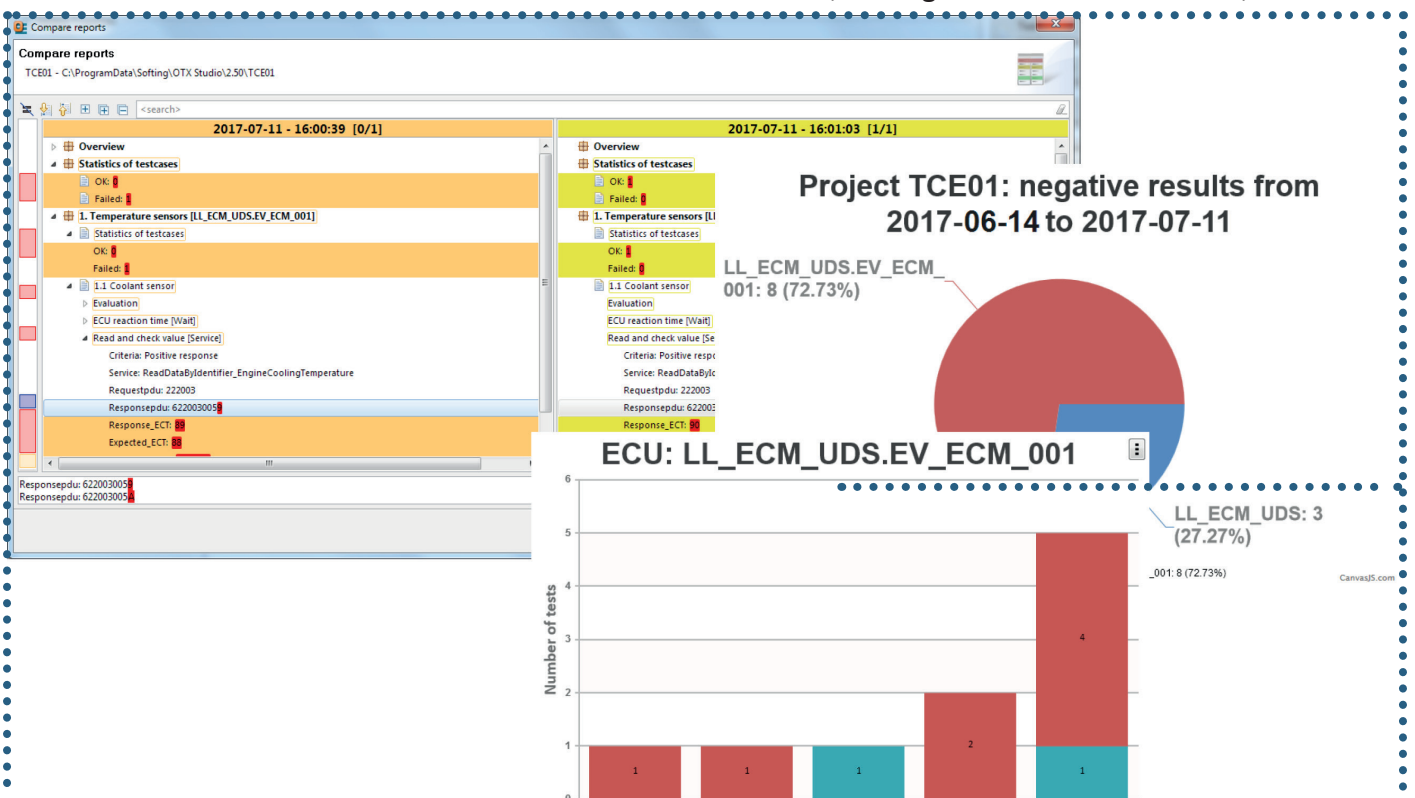 Compare reports
Compare reports
TCE01 - C:\ProgramData\Softing\OTX Studio\2.50\TCE01
<search>
2017-07-11 - 16:00:39 [0/1]
Overview
Statistics of testcases
OK: 0
Failed: 1
1. Temperature sensors [LL_ECM_UDS.EV_ECM_001]
Statistics of testcases
OK: 0
Failed: 1
1.1 Coolant sensor
Evaluation
ECU reaction time [Wait]
Read and check value [Service]
Criteria: Positive response
Service: ReadDataByIdentifier_EngineCoolingTemperature
Requestpdu: 222003
Responsepdu: 6220030059
Response_ECT: 89
Expected_ECT: 88
2017-07-11 - 16:01:03 [1/1]
Overview
Statistics of testcases
OK: 1
Failed: 0
1. Temperature sensors [LL
Statistics of testcases
OK: 1
Failed: 0
1.1 Coolant sensor
Evaluation
ECU reaction time [Wait]
Read and check value [Se
Criteria: Positive respo
Service: ReadDataByIc
Requestpdu: 222003
Responsepdu: 622003
Response_ECT: 90
Responsepdu: 6220030059
Responsepdu: 622003005A
Project TCE01: negative results from
2017-06-14 to 2017-07-11
LL_ECM_UDS.EV_ECM_
001: 8 (72.73%)
LL_ECM_UDS: 3
(27.27%)
_001: 8 (72.73%)
CanvasJS.com
ECU: LL_ECM_UDS.EV_ECM_001
Number of tests
6
5
4
3
2
1
1
1
1
2
4
1